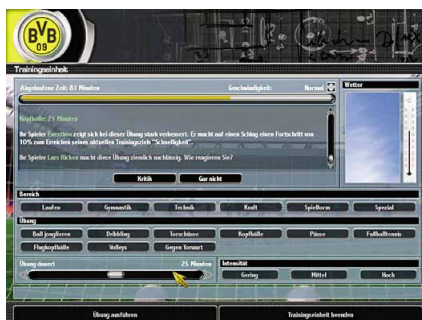 BVB
09
Trainingseinheit
Abgelaufene Zeit: 81 Minuten
Geschwindigkeit: Normal
Wetter
Kopfbälle 25 Minuten
Ihr Spieler Ewerthon zeigt sich bei dieser Übung stark verbessert. Er macht auf einen Schlag einen Fortschritt von
10% zum Erreichen seines aktuellen Trainingsziels "Schnelligkeit".
Ihr Spieler Lars Ricken macht diese Übung ziemlich nachlässig. Wie reagieren Sie?
Kritik Gar nicht
Bereich
Laufen Gymnastik Technik Kraft Spielform Spezial
Übung
Ball jonglieren Dribbling Torschüsse Kopfbälle Pässe Fußballtennis
Flugkopfbälle Volleys Gegen Torwart
Übung dauert 25 Minuten
Intensität
Gering Mittel Hoch
Übung ausführen Trainingseinheit beenden